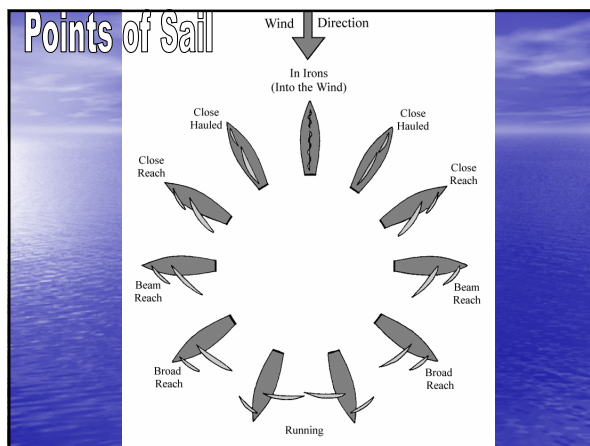 Points of Sail
Wind Direction
In Irons
(Into the Wind)
Close
Hauled
Close
Hauled
Close
Reach
Close
Reach
Beam
Reach
Beam
Reach
Broad
Reach
Broad
Reach
Running